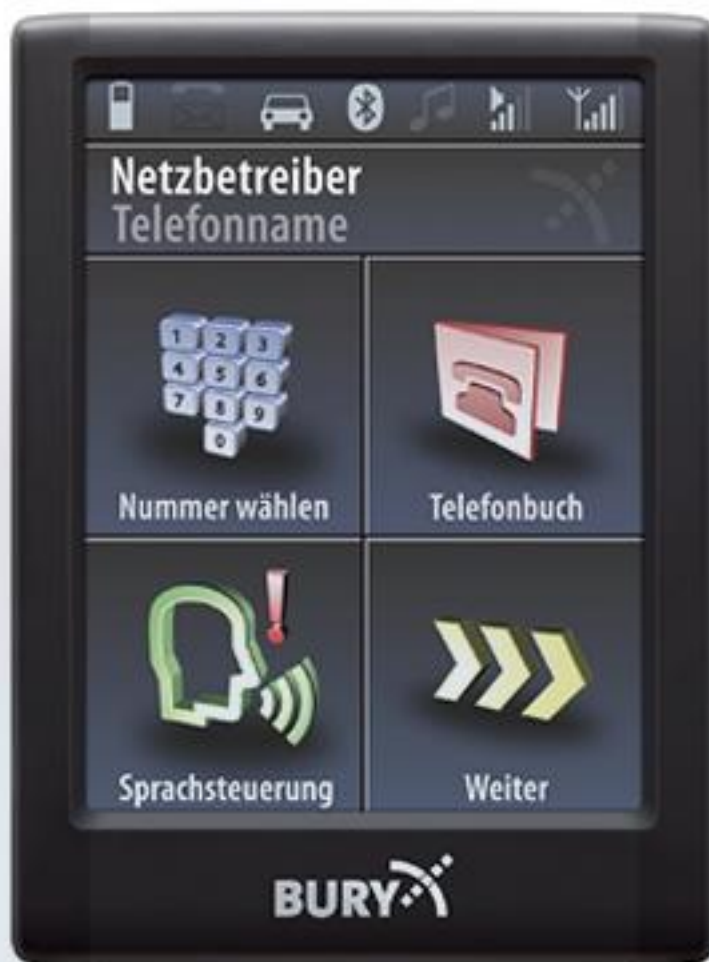 Netzbetreiber
Telefonname
1 2 3
4 5 6
7 8 9
0
Nummer wählen
Telefonbuch
Sprachsteuerung
Weiter
BURY